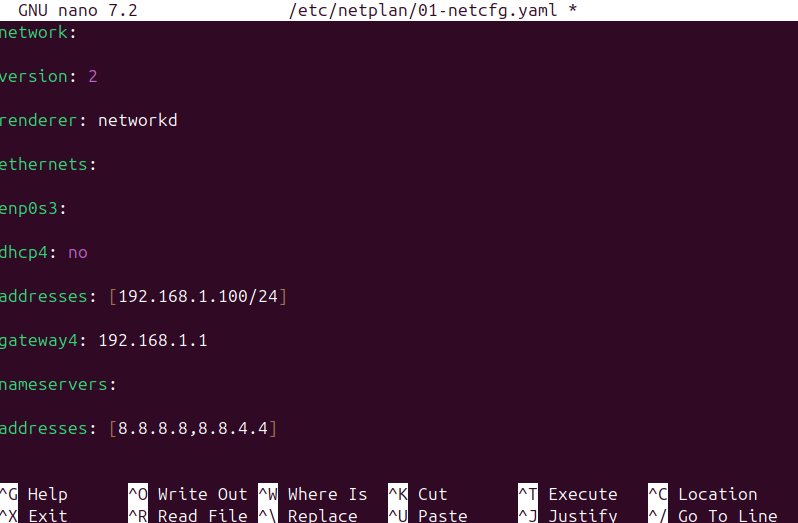 GNU nano 7.2 /etc/netplan/01-netcfg.yaml *
network:
version: 2
renderer: networkd
ethernets:
enp0s3:
dhcp4: no
addresses: [192.168.1.100/24]
gateway4: 192.168.1.1
nameservers:
addresses: [8.8.8.8,8.8.4.4]
^G Help ^O Write Out ^W Where Is ^K Cut ^T Execute ^C Location
^X Exit ^R Read File ^\ Replace ^U Paste ^J Justify ^/ Go To Line